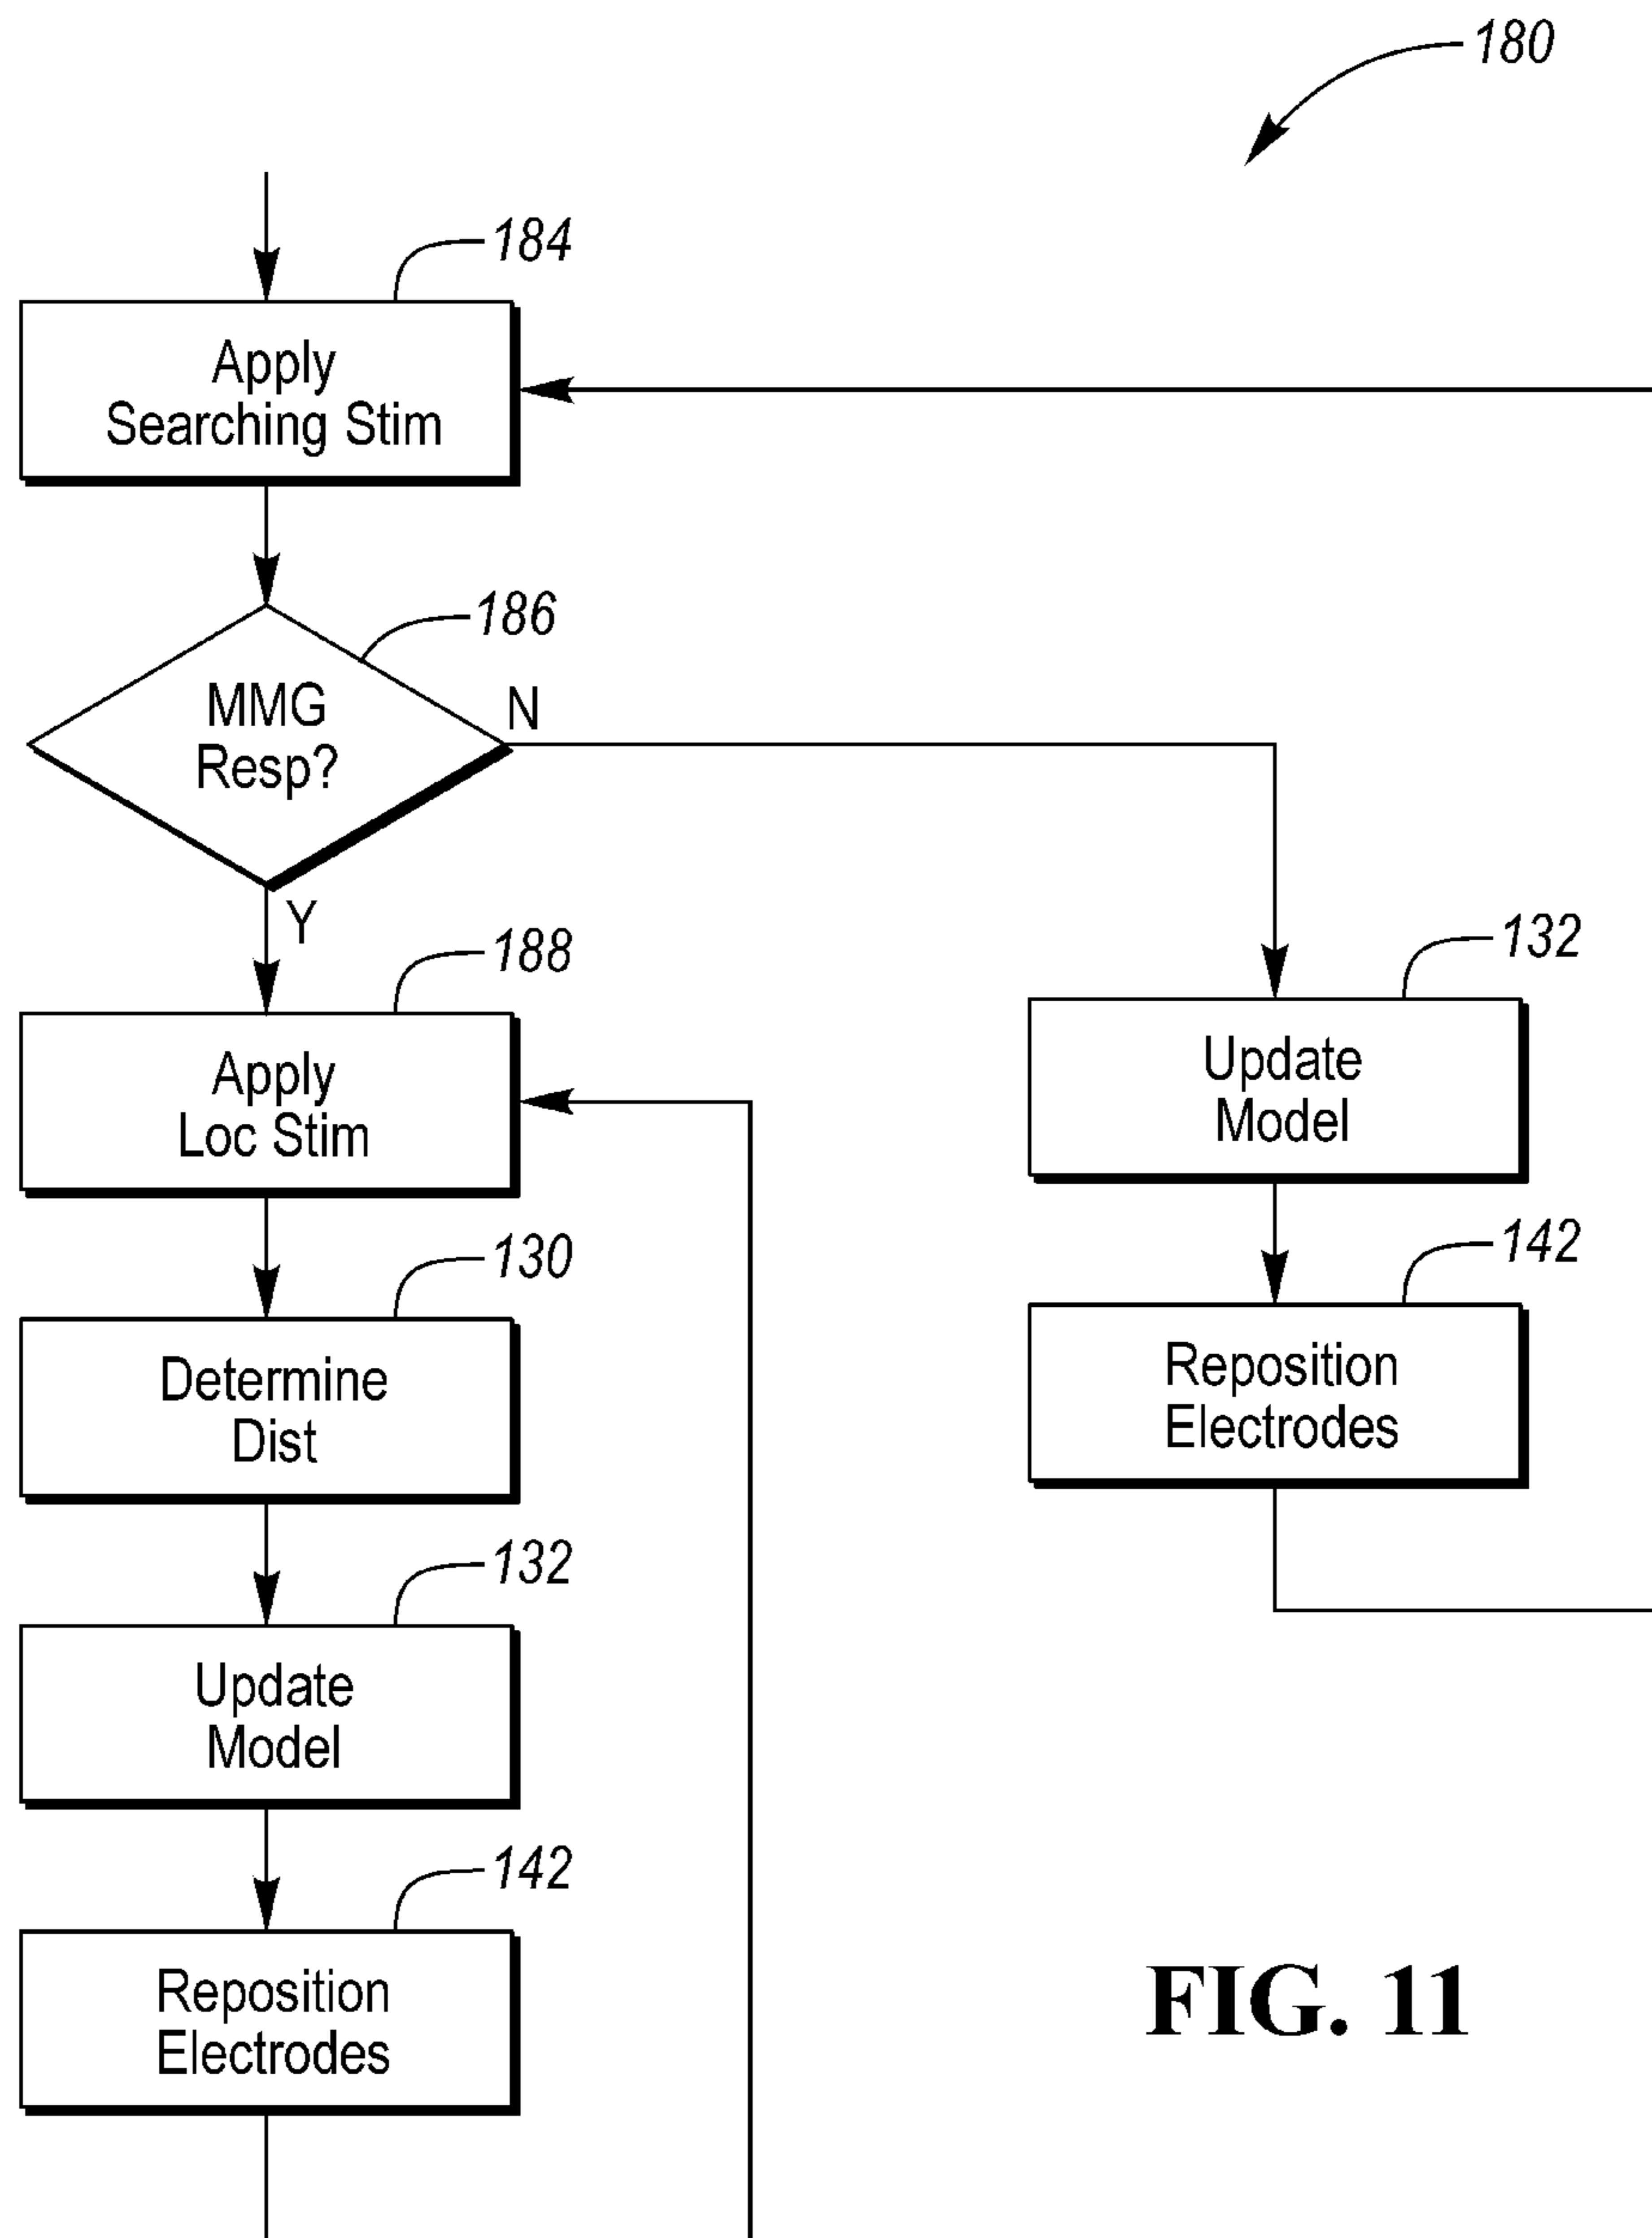 180
184
Apply
Searching Stim
186
MMG
Resp?
N
Y
188
Apply
Loc Stim
132
Update
Model
130
Determine
Dist
142
Reposition
Electrodes
132
Update
Model
142
Reposition
Electrodes
FIG. 11